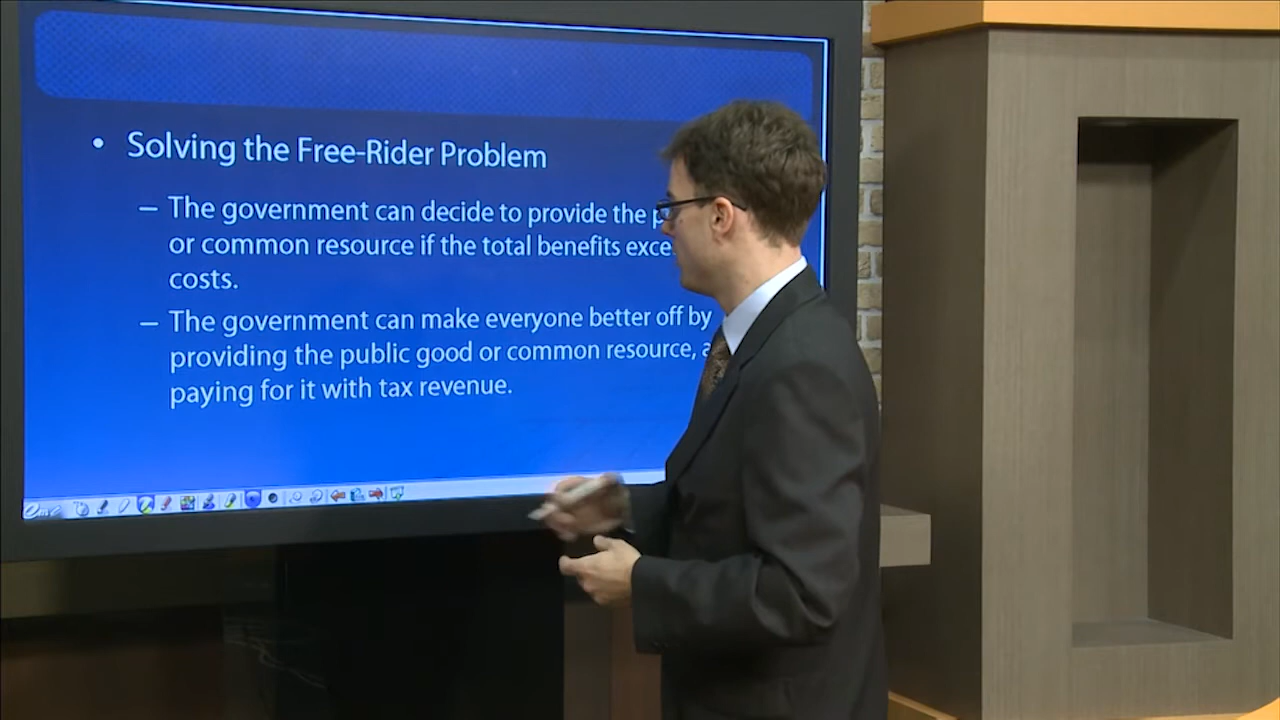 • Solving the Free-Rider Problem
– The government can decide to provide the
or common resource if the total benefits
costs.
– The government can make everyone better off by
providing the public good or common resource,
paying for it with tax revenue.